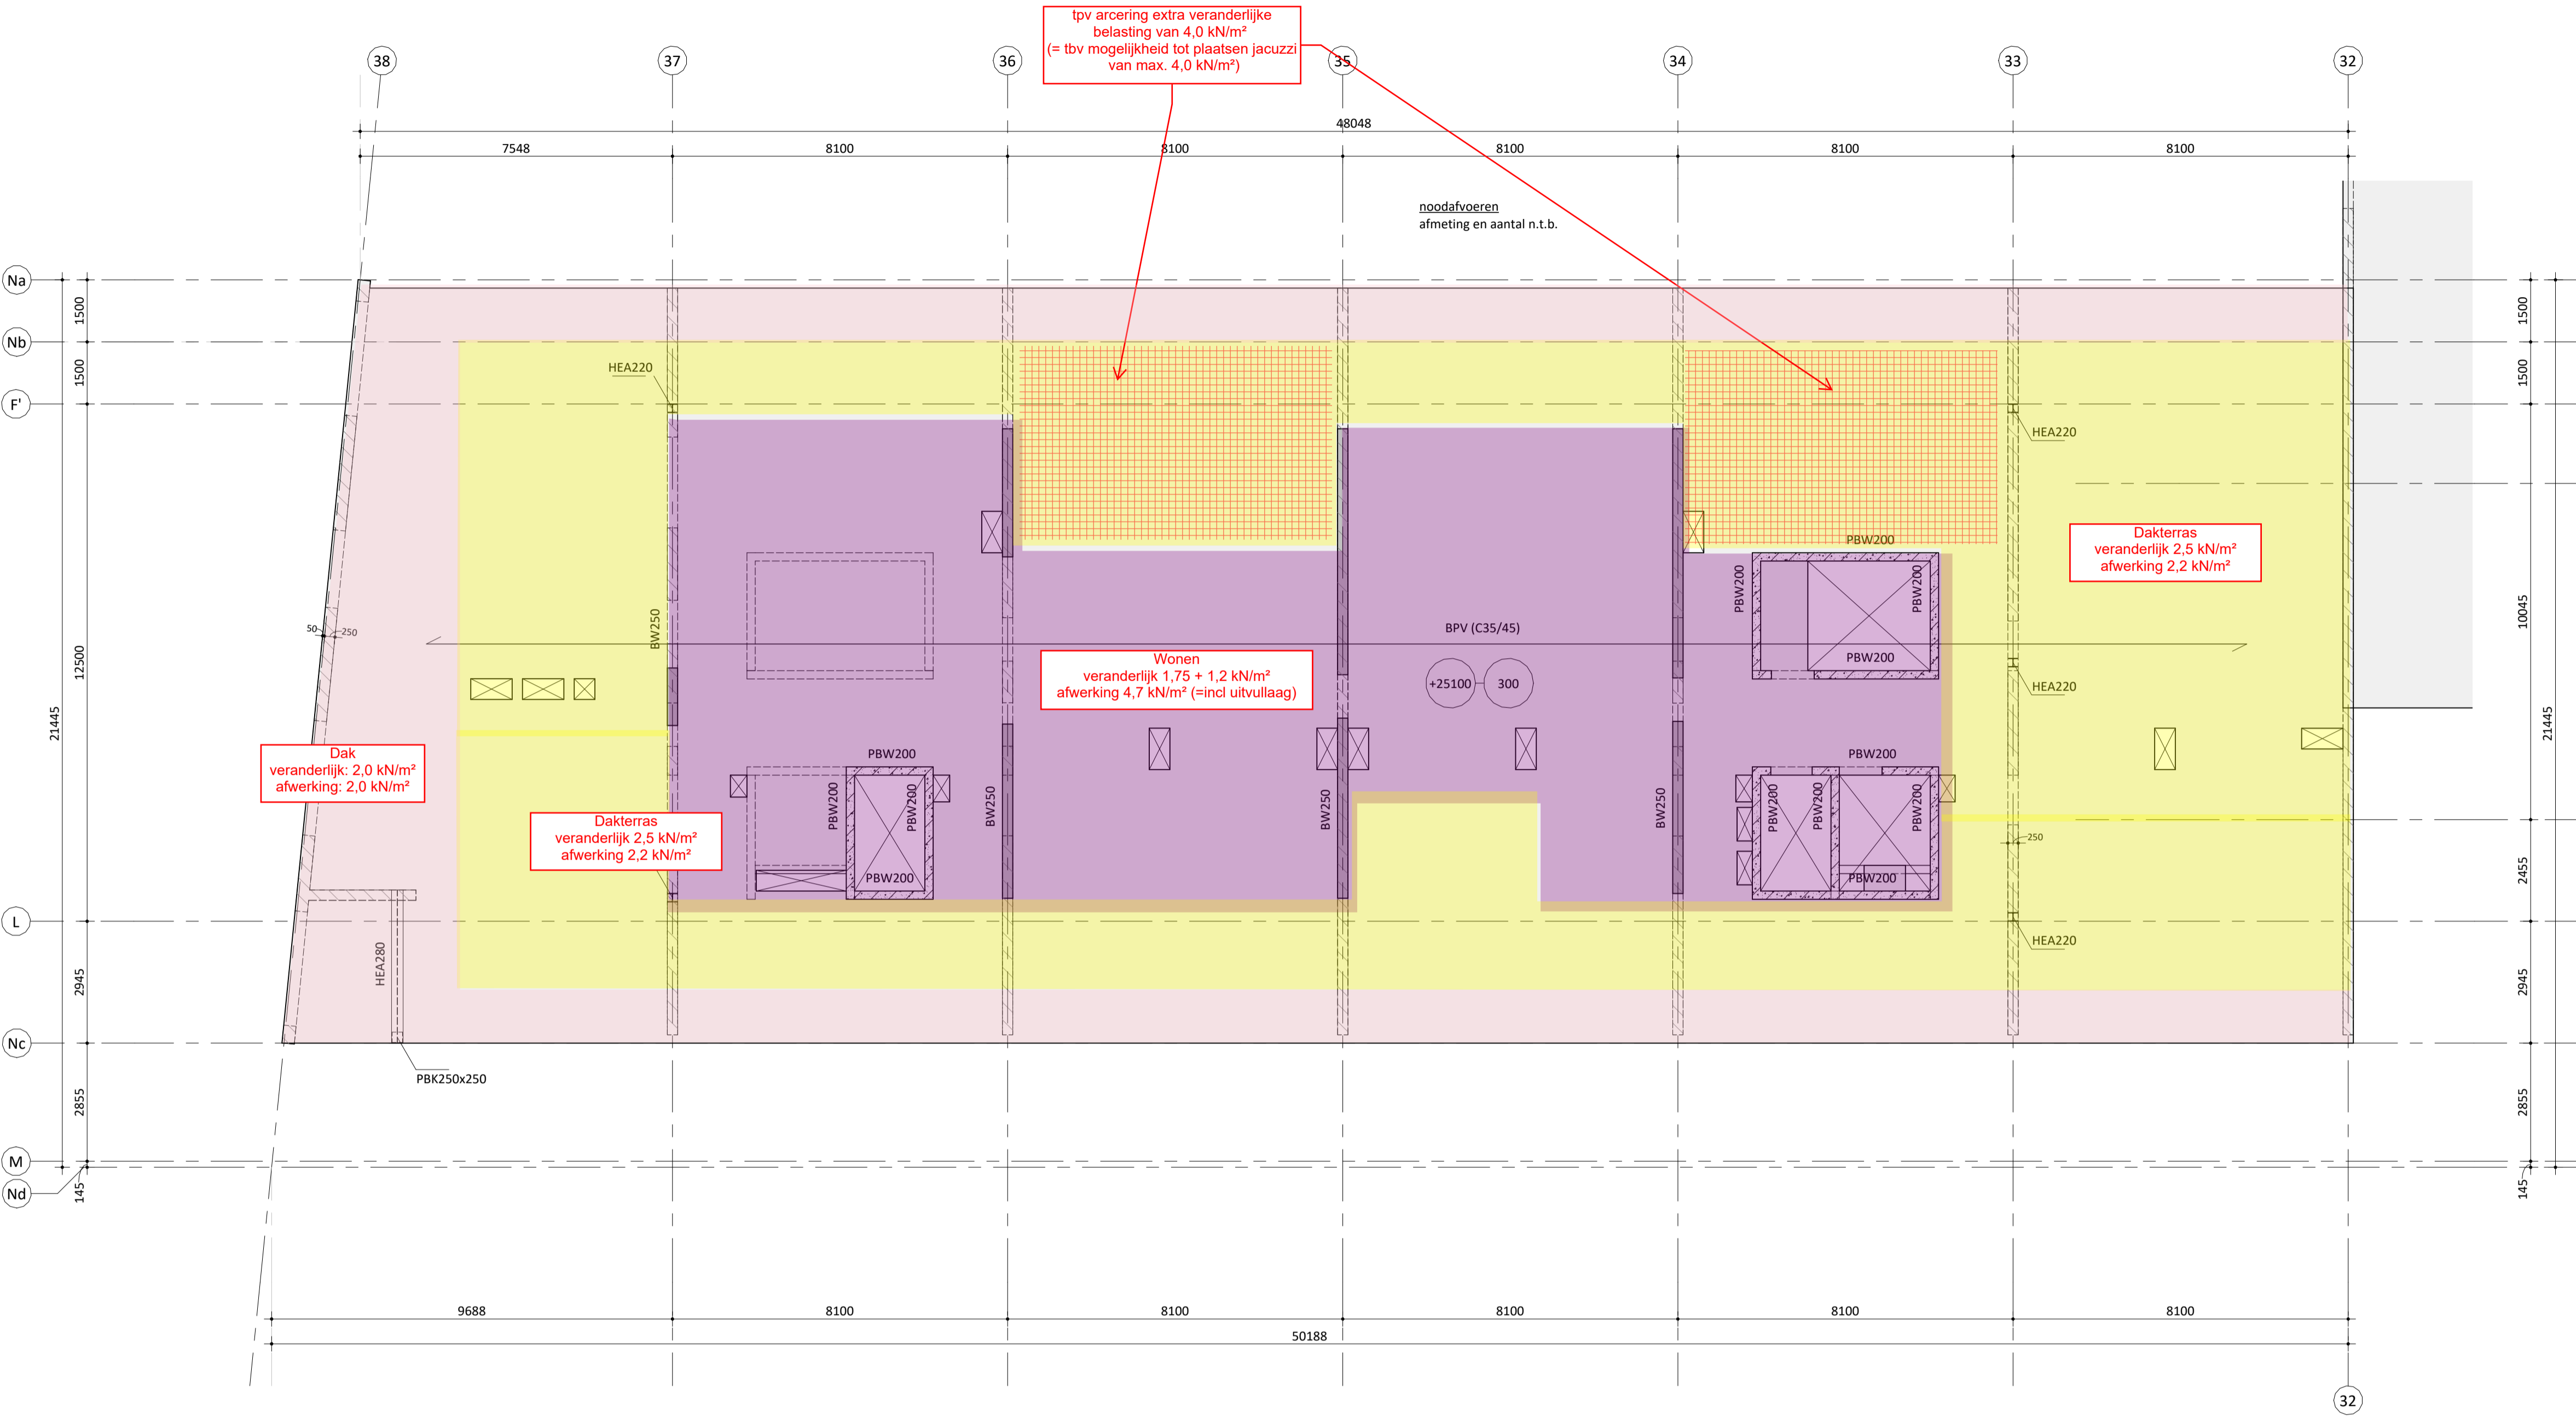 tpv arcering extra veranderlijke
belasting van 4,0 kN/m²
(= tbv mogelijkheid tot plaatsen jacuzzi
van max. 4,0 kN/m²)
38
37
36
35
34
33
32
48048
7548
8100
8100
8100
8100
8100
noodafvoeren
afmeting en aantal n.t.b.
Na
1500
1500
Nb
1500
1500
F'
HEA220
HEA220
Dakterras
veranderlijk 2,5 kN/m²
afwerking 2,2 kN/m²
PBW200
PBW200
PBW200
50
250
BW250
BPV (C35/45)
10045
12500
Wonen
veranderlijk 1,75 + 1,2 kN/m²
afwerking 4,7 kN/m² (=incl uitvullaag)
+25100
300
PBW200
HEA220
21445
21445
Dak
veranderlijk: 2,0 kN/m²
afwerking: 2,0 kN/m²
PBW200
PBW200
PBW200
PBW200
BW250
BW250
BW250
PBW200
PBW200
PBW200
Dakterras
veranderlijk 2,5 kN/m²
afwerking 2,2 kN/m²
250
2455
PBW200
PBW200
L
HEA220
HEA280
2945
2945
Nc
PBK250x250
2855
2855
M
Nd
145
145
9688
8100
8100
8100
8100
8100
50188
32